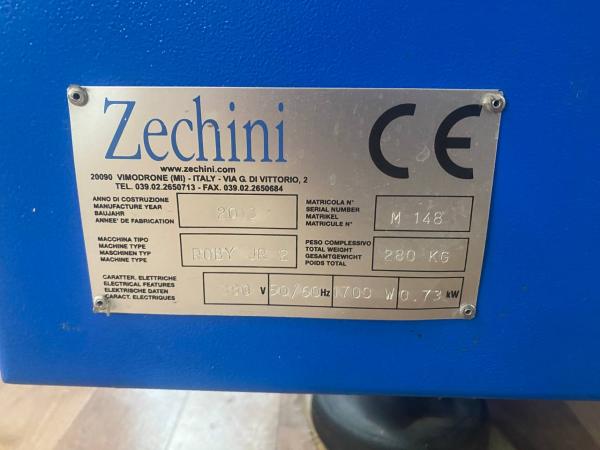 Zechini
CE
www.zechini.com
20090 VIMODRONE (MI) - ITALY - VIA G. DI VITTORIO, 2
TEL. 039.02.2650713 - FAX. 039.02.2650684
ANNO DI COSTRUZIONE
MANUFACTURE YEAR
BAUJAHR
ANNEE' DE FABRICATION
MATRICOLA N°
SERIAL NUMBER
MATRIKEL
MATRICULE N°
M 148
MACCHINA TIPO
MACHINE TYPE
MASCHINEN TYP
MACHINE TYPE
ROBY JR 2
PESO COMPLESSIVO
TOTAL WEIGHT
GESAMTGEWICHT
POIDS TOTAL
280 KG
CARATTER. ELETTRICHE
ELECTRICAL FEATURES
ELEKTRISCHE DATEN
CARACT. ELECTRIQUES
V 50/60Hz 1700 W 0.73 kW